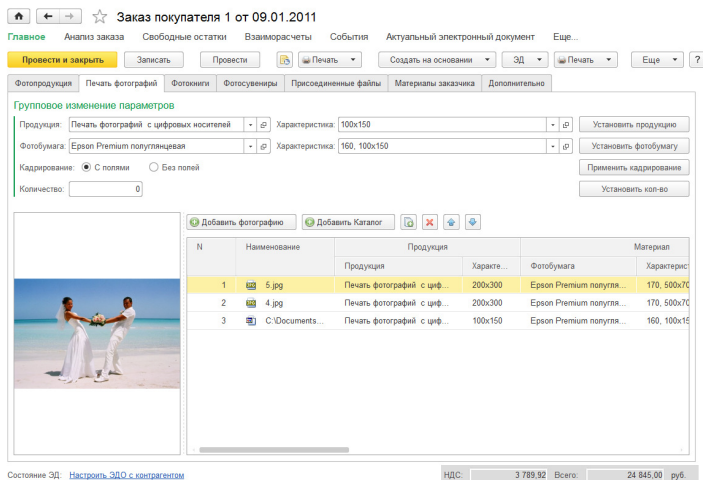 Заказ покупателя 1 от 09.01.2011
Главное Анализ заказа Свободные остатки Взаиморасчеты События Актуальный электронный документ Еще...
Провести и закрыть Записать Провести Печать Создать на основании ЭД Печать Еще ?
Фотопродукция Печать фотографий Фотокниги Фотосувениры Присоединенные файлы Материалы заказчика Дополнительно
Групповое изменение параметров
Продукция: Печать фотографий с цифровых носителей Характеристика: 100x150 Установить продукцию
Фотобумага: Epson Premium полуглянцевая Характеристика: 160, 100x150 Установить фотобумагу
Кадрирование: С полями Без полей Применить кадрирование
Количество: 0 Установить кол-во
Добавить фотографию Добавить Каталог
N Наименование Продукция Материал
Продукция Характе... Фотобумага Характерис
1 5.jpg Печать фотографий с циф... 200x300 Epson Premium полугля... 170, 500x70
2 4.jpg Печать фотографий с циф... 200x300 Epson Premium полугля... 170, 500x70
3 C:\Documents... Печать фотографий с циф... 100x150 Epson Premium полугля... 160, 100x15
Состояние ЭД: Настроить ЭДО с контрагентом НДС: 3 789,92 Всего: 24 845,00 руб.